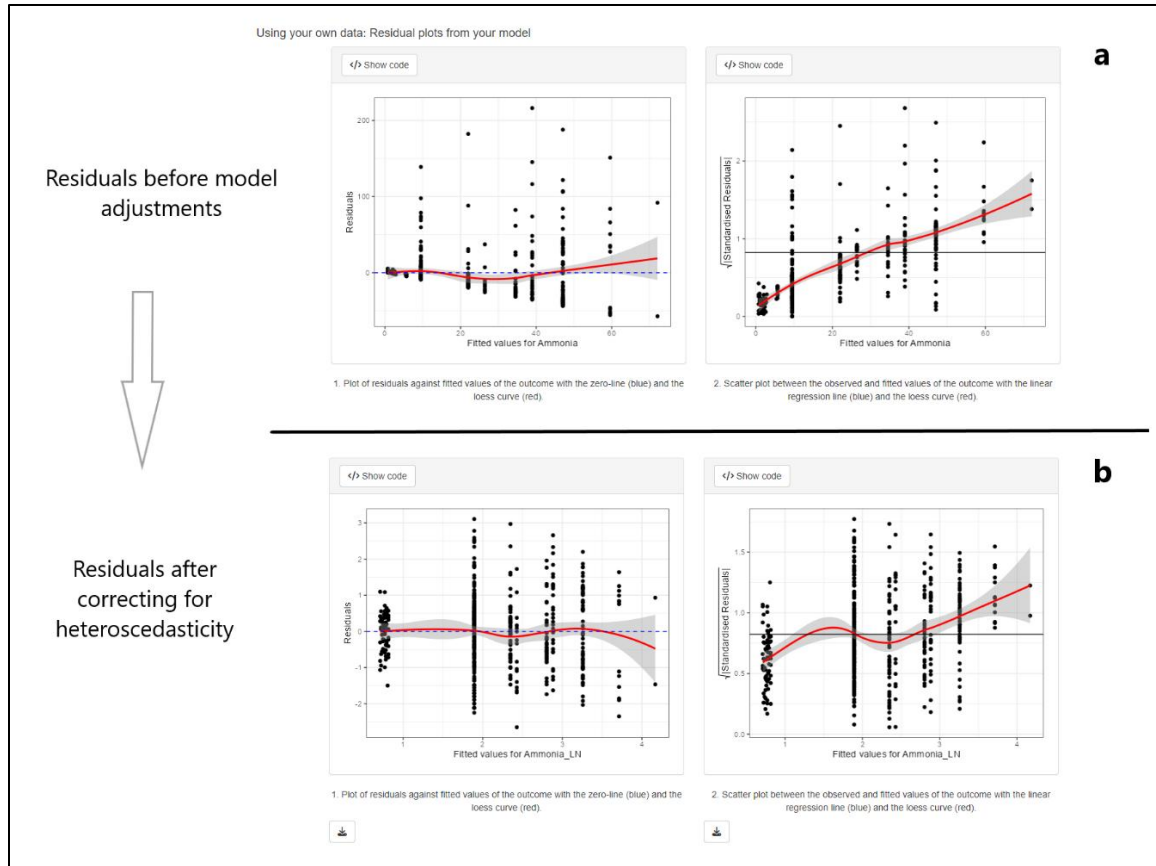 Using your own data: Residual plots from your model
</> Show code
</> Show code
a
Residuals before model
adjustments
200
100
0
Residuals
0
20
40
60
Fitted values for Ammonia
2
1
0
√|Standardised Residuals|
0
20
40
60
Fitted values for Ammonia
1. Plot of residuals against fitted values of the outcome with the zero-line (blue) and the
loess curve (red).
2. Scatter plot between the observed and fitted values of the outcome with the linear
regression line (blue) and the loess curve (red).
</> Show code
</> Show code
b
Residuals after
correcting for
heteroscedasticity
3
2
1
0
-1
-2
Residuals
1
2
3
4
Fitted values for Ammonia_LN
1.5
1.0
0.5
0.0
√|Standardised Residuals|
1
2
3
4
Fitted values for Ammonia_LN
1. Plot of residuals against fitted values of the outcome with the zero-line (blue) and the
loess curve (red).
2. Scatter plot between the observed and fitted values of the outcome with the linear
regression line (blue) and the loess curve (red).